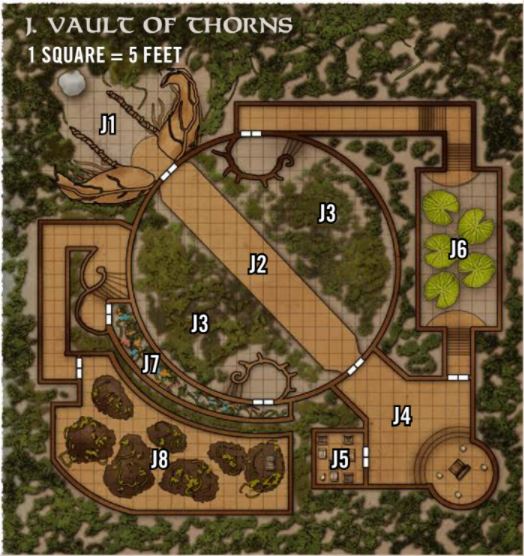 J. VAULT OF THORNS
1 SQUARE = 5 FEET
J1
J3
J6
J2
J3
J7
J4
J8
J5